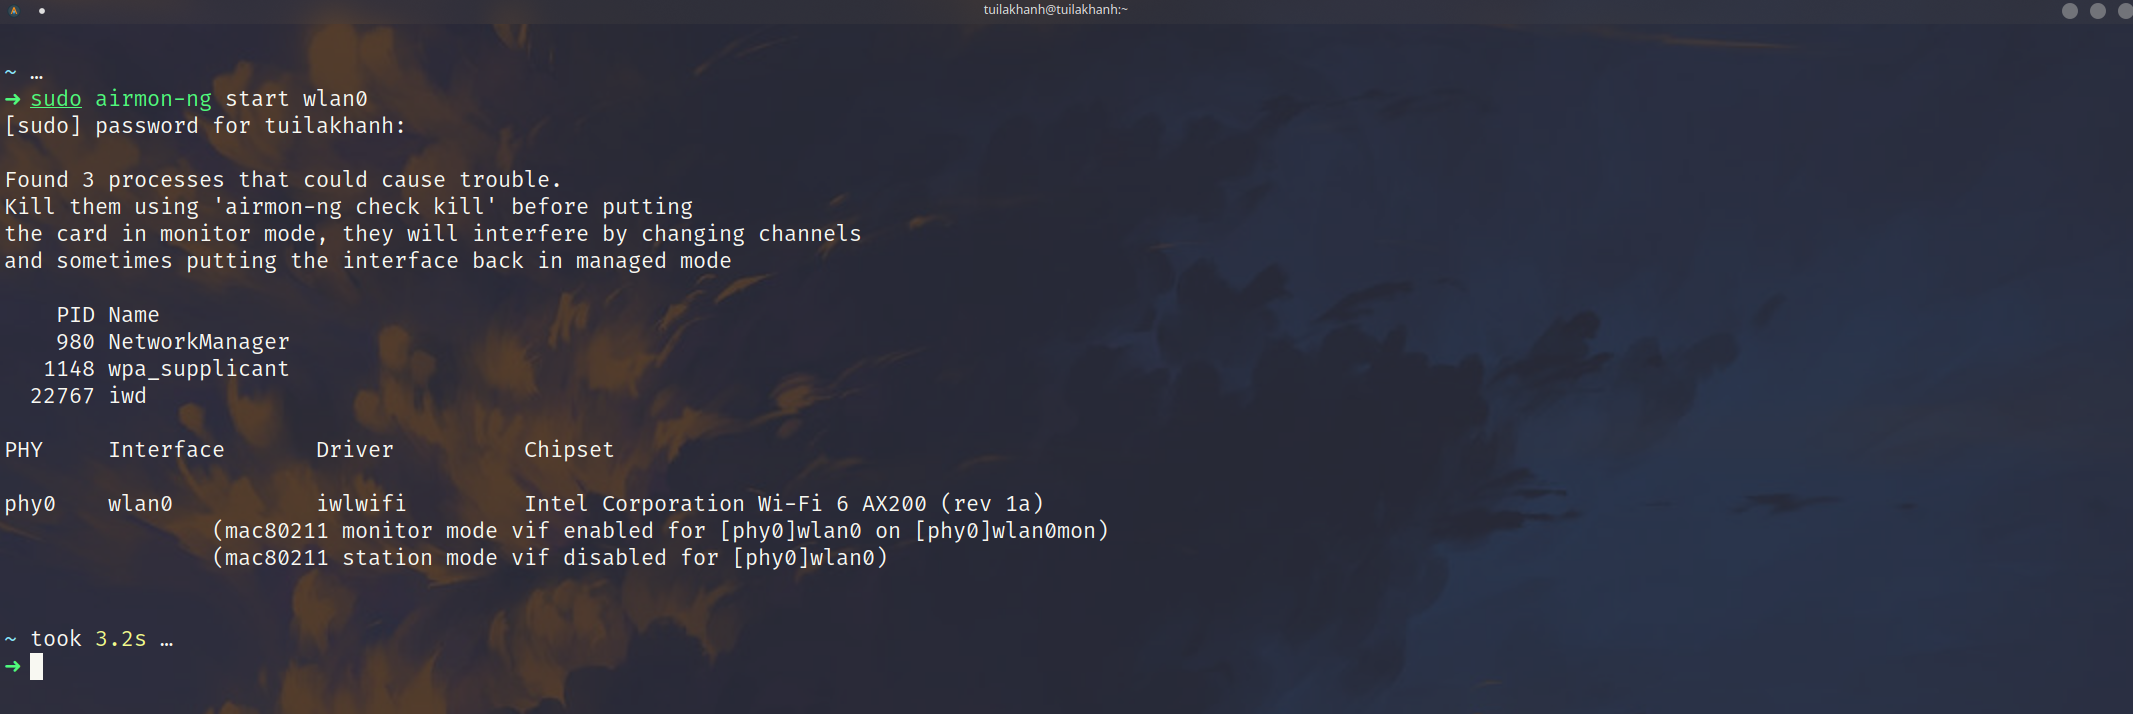 tuilakhanh@tuilakhanh:~
~ …
➜ sudo airmon-ng start wlan0
[sudo] password for tuilakhanh:
Found 3 processes that could cause trouble.
Kill them using 'airmon-ng check kill' before putting
the card in monitor mode, they will interfere by changing channels
and sometimes putting the interface back in managed mode
PID Name
980 NetworkManager
1148 wpa_supplicant
22767 iwd
PHY Interface Driver Chipset
phy0 wlan0 iwlwifi Intel Corporation Wi-Fi 6 AX200 (rev 1a)
(mac80211 monitor mode vif enabled for [phy0]wlan0 on [phy0]wlan0mon)
(mac80211 station mode vif disabled for [phy0]wlan0)
~ took 3.2s …
➜